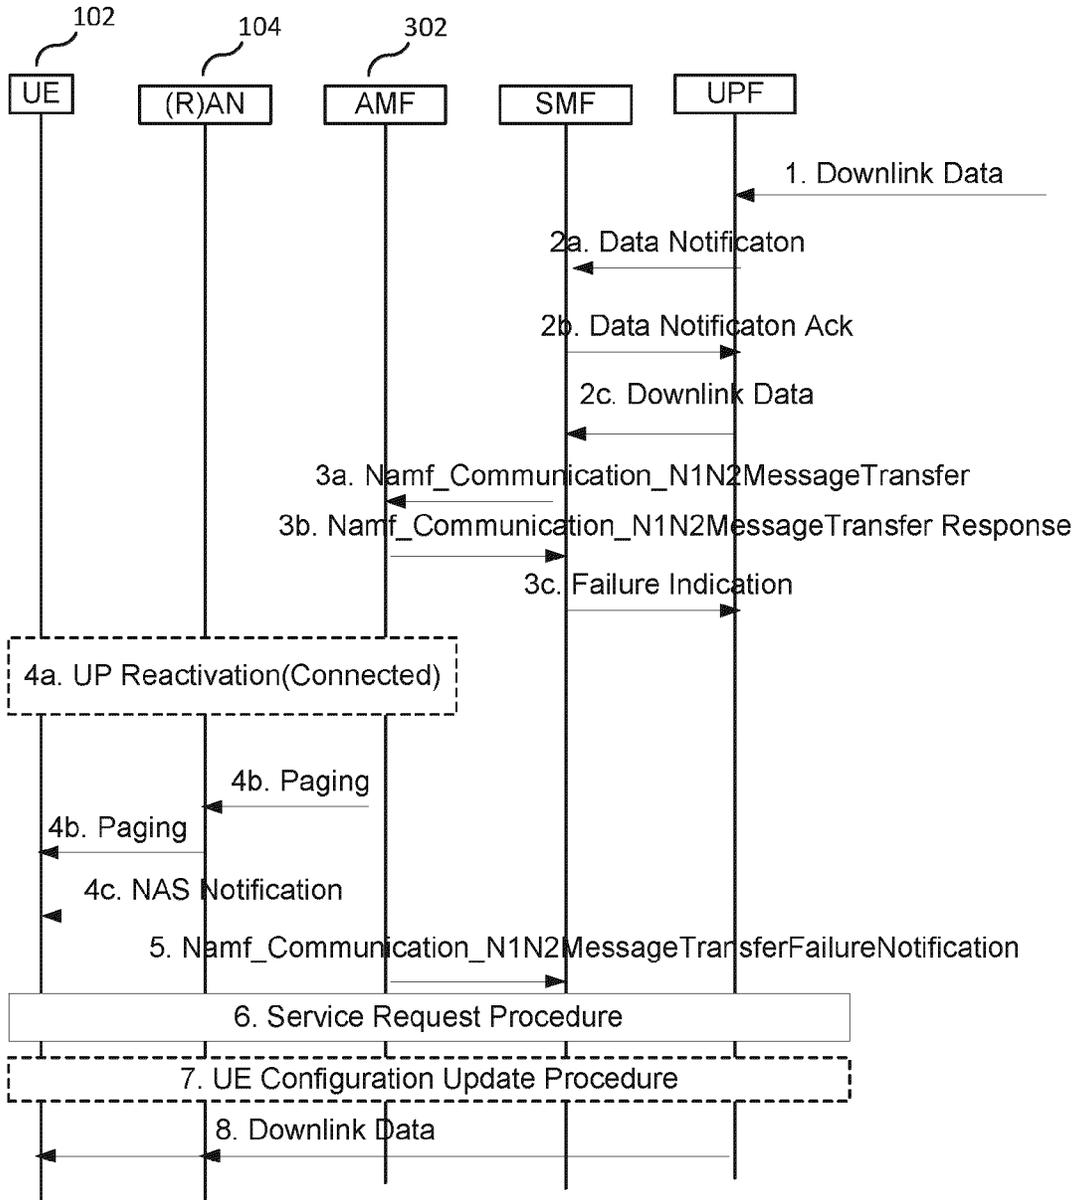 102
104
302
UE
(R)AN
AMF
SMF
UPF
1. Downlink Data
2a. Data Notificaton
2b. Data Notificaton Ack
2c. Downlink Data
3a. Namf_Communication_N1N2MessageTransfer
3b. Namf_Communication_N1N2MessageTransfer Response
3c. Failure Indication
4a. UP Reactivation(Connected)
4b. Paging
4b. Paging
4c. NAS Notification
5. Namf_Communication_N1N2MessageTransferFailureNotification
6. Service Request Procedure
7. UE Configuration Update Procedure
8. Downlink Data